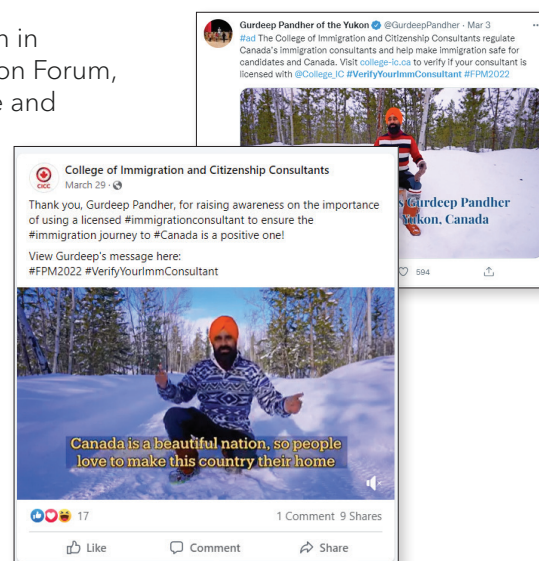 n in
on Forum,
e and
Gurdeep Pandher of the Yukon @GurdeepPandher · Mar 3
#ad The College of Immigration and Citizenship Consultants regulate
Canada's immigration consultants and help make immigration safe for
candidates and Canada. Visit college-ic.ca to verify if your consultant is
licensed with @College_IC #VerifyYourImmConsultant #FPM2022
s Gurdeep Pandher
Yukon, Canada
594
CICC
College of Immigration and Citizenship Consultants
March 29 ·
Thank you, Gurdeep Pandher, for raising awareness on the importance
of using a licensed #immigrationconsultant to ensure the
#immigration journey to #Canada is a positive one!
View Gurdeep's message here:
#FPM2022 #VerifyYourImmConsultant
Canada is a beautiful nation, so people
love to make this country their home
17
1 Comment 9 Shares
Like
Comment
Share